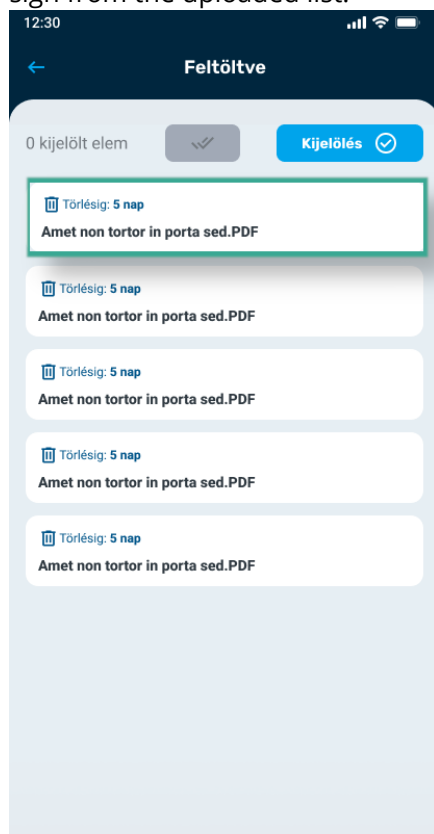 sign from the uploaded list.
12:30
Feltöltve
0 kijelölt elem
Kijelölés
Törlésig: 5 nap
Amet non tortor in porta sed.PDF
Törlésig: 5 nap
Amet non tortor in porta sed.PDF
Törlésig: 5 nap
Amet non tortor in porta sed.PDF
Törlésig: 5 nap
Amet non tortor in porta sed.PDF
Törlésig: 5 nap
Amet non tortor in porta sed.PDF